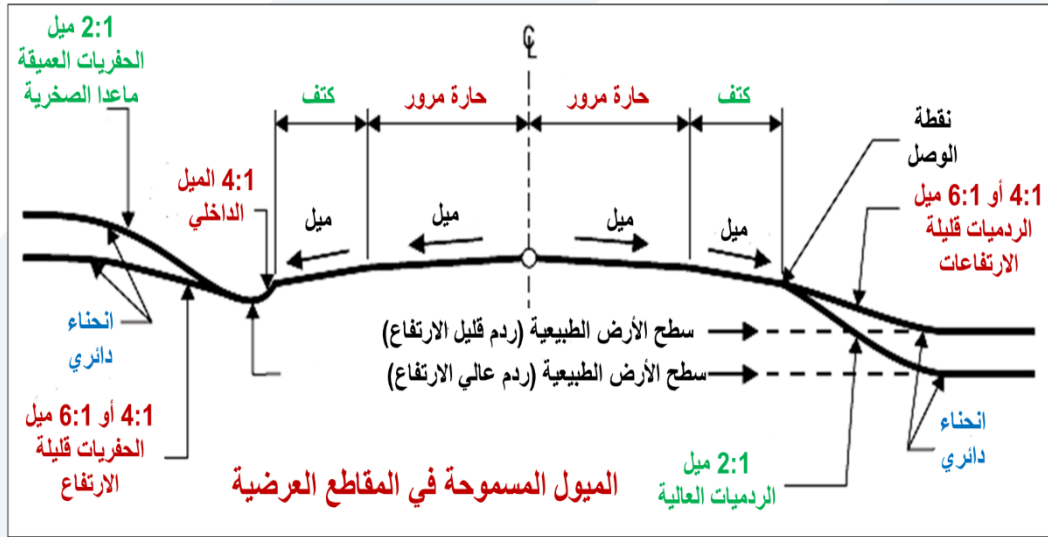 ℄
2:1 ميل
الحفريات العميقة
ماعدا الصخرية
كتف
حارة مرور
حارة مرور
كتف
نقطة
الوصل
4:1 الميل
الداخلي
4:1 أو 6:1 ميل
الردميات قليلة
الارتفاعات
ميل
ميل
ميل
ميل
انحناء
دائري
سطح الأرض الطبيعية (ردم قليل الارتفاع)
سطح الأرض الطبيعية (ردم عالي الارتفاع)
4:1 أو 6:1 ميل
الحفريات قليلة
الارتفاع
انحناء
دائري
2:1 ميل
الردميات العالية
الميول المسموحة في المقاطع العرضية